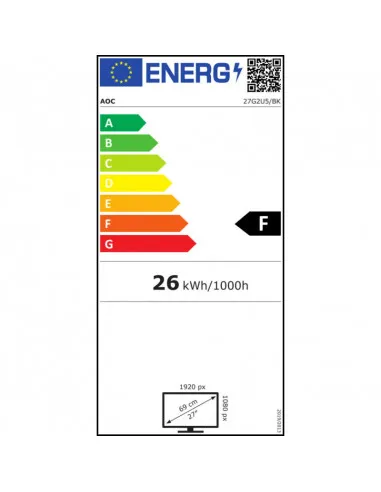 ENERG
AOC
27G2U5/BK
A
B
C
D
E
F
G
F
26 kWh/1000h
1920 px
69 cm
27"
1080 px
2019/2013